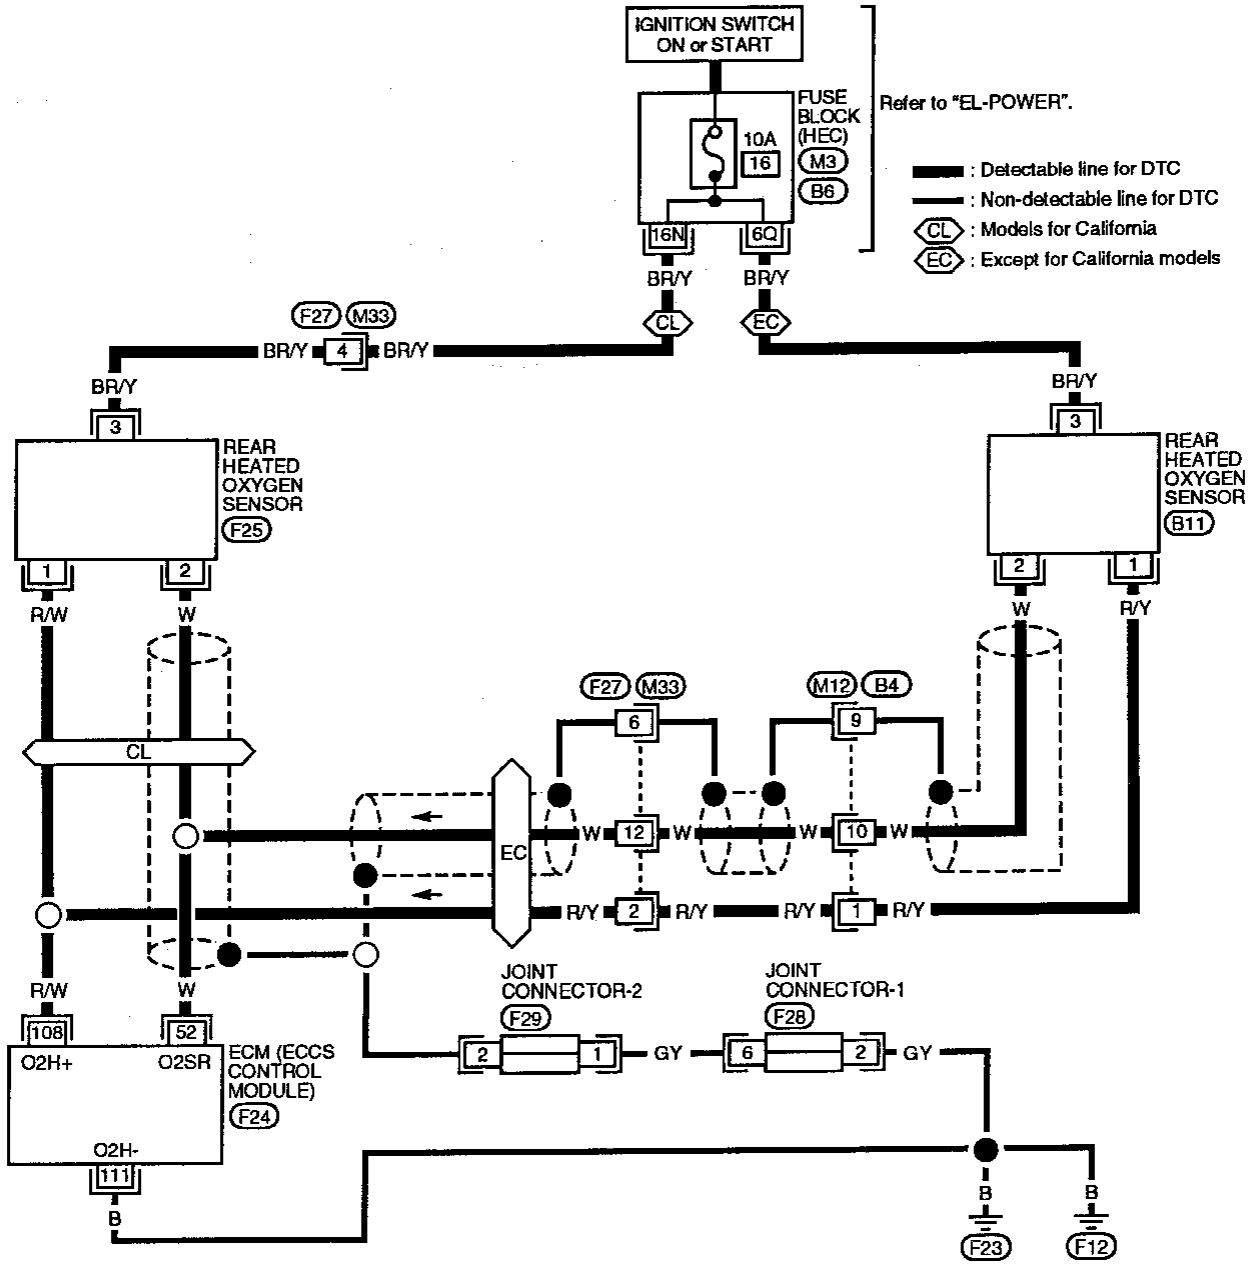 IGNITION SWITCH
ON or START
FUSE
BLOCK
(HEC)
M3
B6
10A
16
Refer to "EL-POWER".
: Detectable line for DTC
: Non-detectable line for DTC
CL : Models for California
EC : Except for California models
16N 6Q
BR/Y BR/Y
CL EC
F27 M33
BR/Y 4 BR/Y
BR/Y BR/Y
3 3
REAR
HEATED
OXYGEN
SENSOR
F25
REAR
HEATED
OXYGEN
SENSOR
B11
1 2 2 1
R/W W W R/Y
F27 M33 M12 B4
6 9
CL
EC
W 12 W W 10 W
R/Y 2 R/Y R/Y 1 R/Y
JOINT
CONNECTOR-2
F29
JOINT
CONNECTOR-1
F28
R/W W
108 52
2 1 GY 6 2 GY
O2H+ O2SR
ECM (ECCS
CONTROL
MODULE)
F24
O2H-
111
B B B
F23 F12